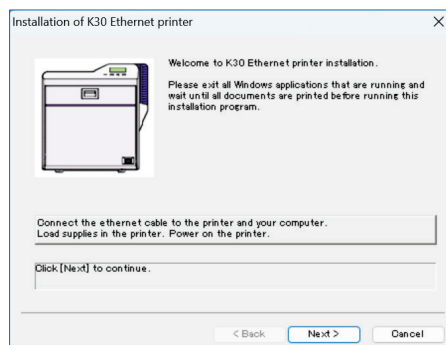 Installation of K30 Ethernet printer
Welcome to K30 Ethernet printer installation.
Please exit all Windows applications that are running and
wait until all documents are printed before running this
installation program.
Connect the ethernet cable to the printer and your computer.
Load supplies in the printer. Power on the printer.
Click [Next] to continue.
< Back
Next >
Cancel